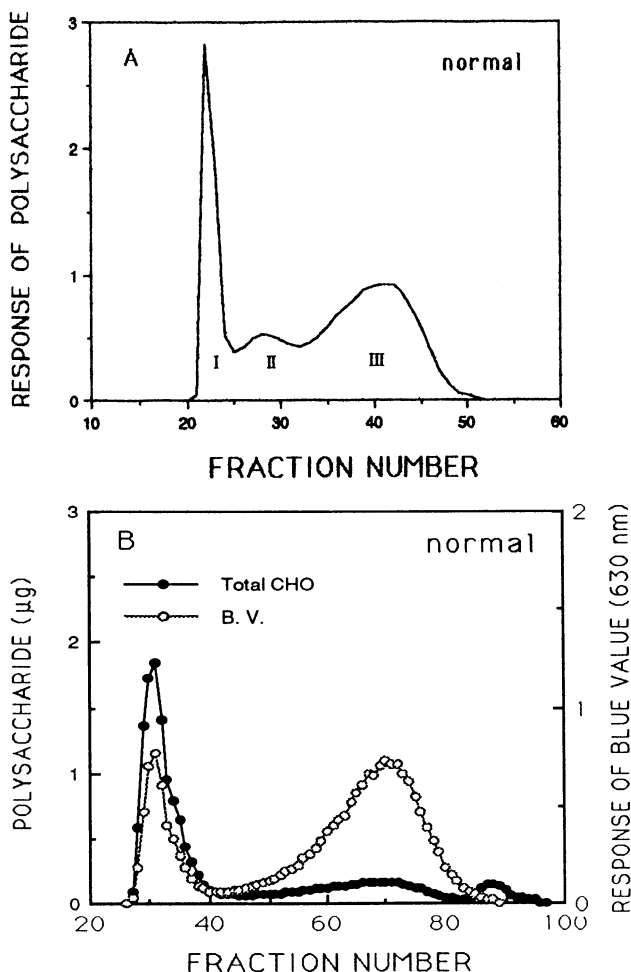 RESPONSE OF POLYSACCHARIDE
3
2
1
0
A
normal
I
II
III
10 20 30 40 50 60
FRACTION NUMBER
POLYSACCHARIDE (µg)
3
2
1
0
B
normal
Total CHO
B. V.
2
1
0
RESPONSE OF BLUE VALUE (630 nm)
20 40 60 80 100
FRACTION NUMBER